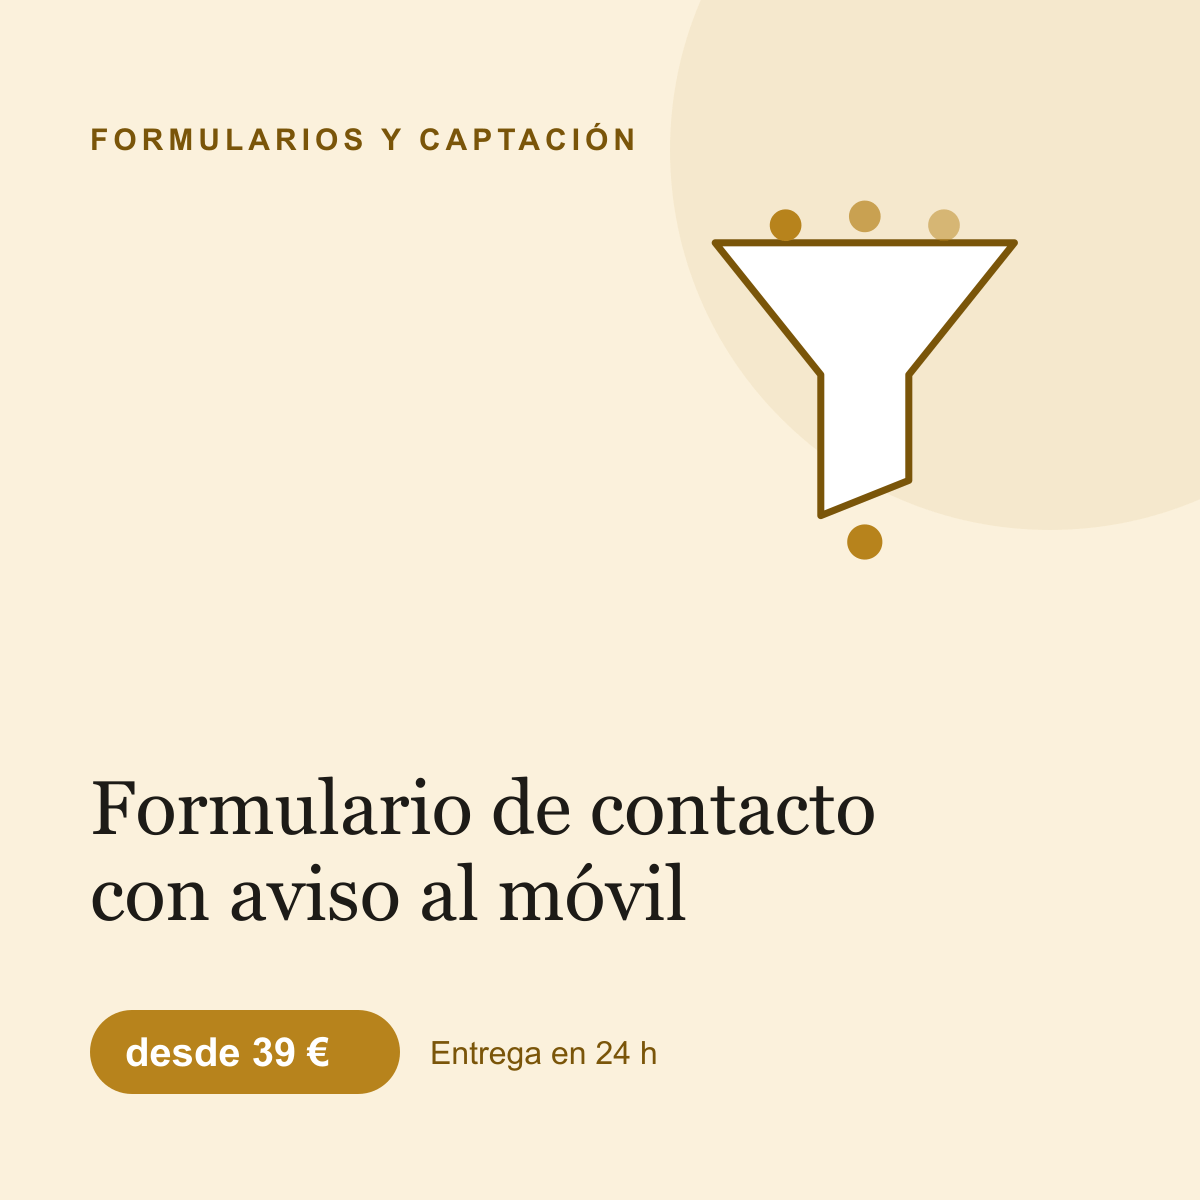 FORMULARIOS Y CAPTACIÓN
Formulario de contacto
con aviso al móvil
desde 39 €
Entrega en 24 h